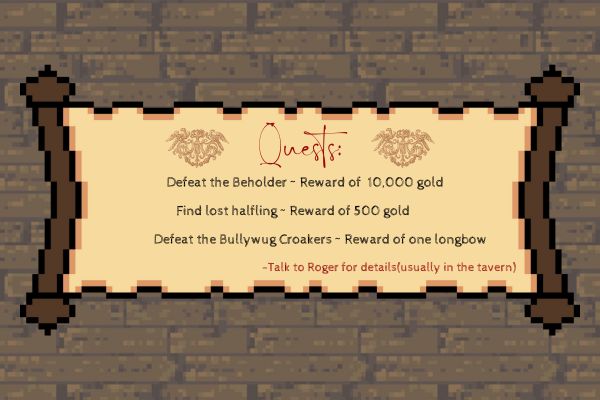 Quests:
Defeat the Beholder ~ Reward of 10,000 gold
Find lost halfling ~ Reward of 500 gold
Defeat the Bullywug Croakers ~ Reward of one longbow
-Talk to Roger for details(usually in the tavern)